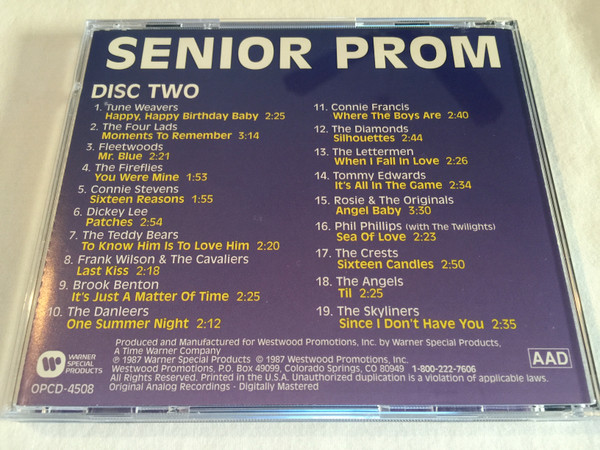 SENIOR PROM
DISC TWO
1. Tune Weavers
Happy, Happy Birthday Baby 2:25
2. The Four Lads
Moments To Remember 3:14
3. Fleetwoods
Mr. Blue 2:21
4. The Fireflies
You Were Mine 1:53
5. Connie Stevens
Sixteen Reasons 1:55
6. Dickey Lee
Patches 2:54
7. The Teddy Bears
To Know Him Is To Love Him 2:20
8. Frank Wilson & The Cavaliers
Last Kiss 2:18
9. Brook Benton
It's Just A Matter Of Time 2:25
10. The Danleers
One Summer Night 2:12
11. Connie Francis
Where The Boys Are 2:40
12. The Diamonds
Silhouettes 2:44
13. The Lettermen
When I Fall In Love 2:26
14. Tommy Edwards
It's All In The Game 2:34
15. Rosie & The Originals
Angel Baby 3:30
16. Phil Phillips (with The Twilights)
Sea Of Love 2:23
17. The Crests
Sixteen Candles 2:50
18. The Angels
Til 2:25
19. The Skyliners
Since I Don't Have You 2:35
WARNER
SPECIAL
PRODUCTS
OPCD-4508
Produced and Manufactured for Westwood Promotions, Inc. by Warner Special Products,
A Time Warner Company
℗ 1987 Warner Special Products © 1987 Westwood Promotions, Inc.
Westwood Promotions, P.O. Box 49099, Colorado Springs, CO 80949 1-800-222-7606
All Rights Reserved. Printed in the U.S.A. Unauthorized duplication is a violation of applicable laws.
Original Analog Recordings - Digitally Mastered
AAD